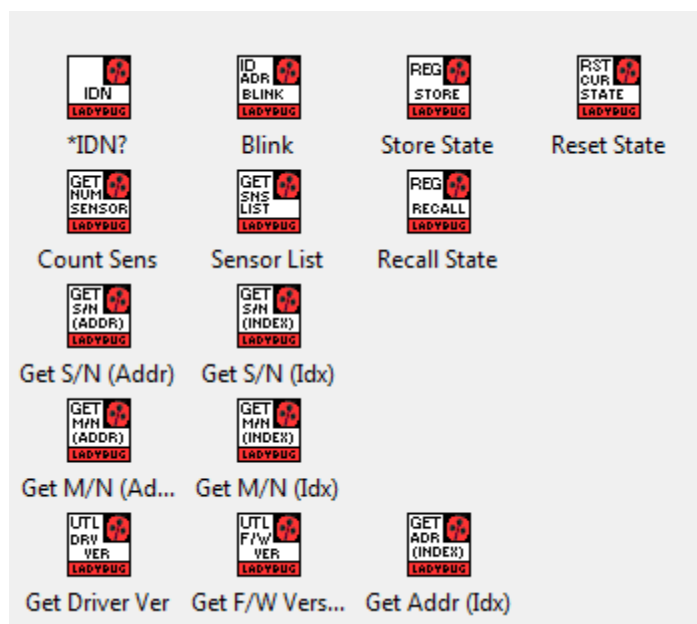 IDN
LADYBUG
*IDN?
ID
ADR
BLINK
LADYBUG
Blink
REG
STORE
LADYBUG
Store State
RST
CUR
STATE
LADYBUG
Reset State
GET
NUM
SENSOR
LADYBUG
Count Sens
GET
SNS
LIST
LADYBUG
Sensor List
REG
RECALL
LADYBUG
Recall State
GET
S/N
(ADDR)
LADYBUG
Get S/N (Addr)
GET
S/N
(INDEX)
LADYBUG
Get S/N (Idx)
GET
M/N
(ADDR)
LADYBUG
Get M/N (Ad...
GET
M/N
(INDEX)
LADYBUG
Get M/N (Idx)
UTL
DRV
VER
LADYBUG
Get Driver Ver
UTL
F/W
VER
LADYBUG
Get F/W Vers...
GET
ADR
(INDEX)
LADYBUG
Get Addr (Idx)